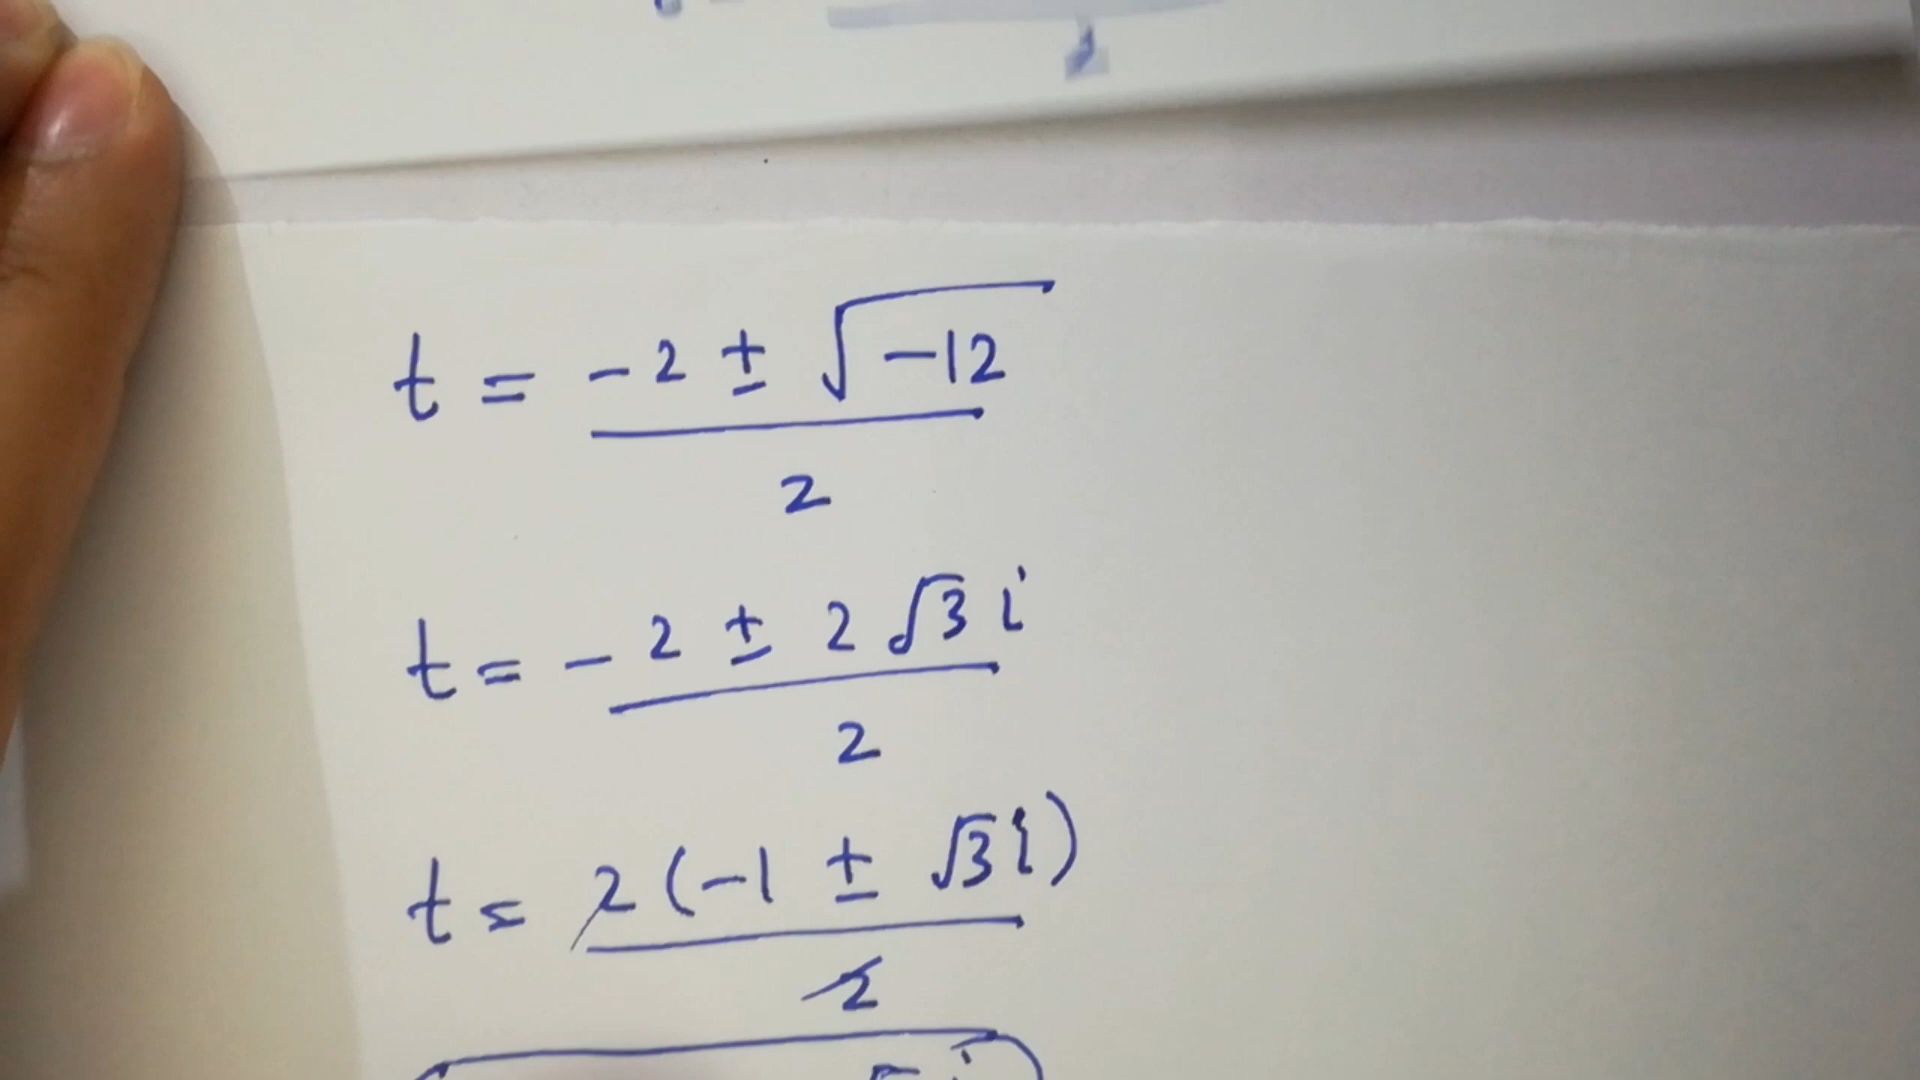 t = -2 ± √-12
2
t = -2 ± 2√3 i
2
t = 2(-1 ± √3 i)
2